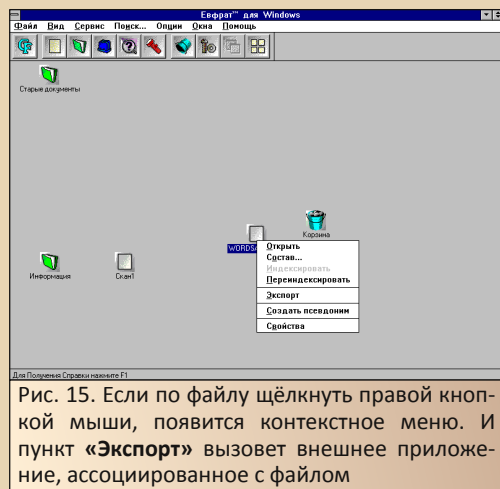 Евфрат™ для Windows
Файл Вид Сервис Поиск... Опции Окна Помощь
Старые документы
Корзина
Информация
Скан1
Открыть
Состав...
Индексировать
Переиндексировать
Экспорт
Создать псевдоним
Свойства
Для Получения Справки нажмите F1
Рис. 15. Если по файлу щёлкнуть правой кноп-
кой мыши, появится контекстное меню. И
пункт «Экспорт» вызовет внешнее приложе-
ние, ассоциированное с файлом